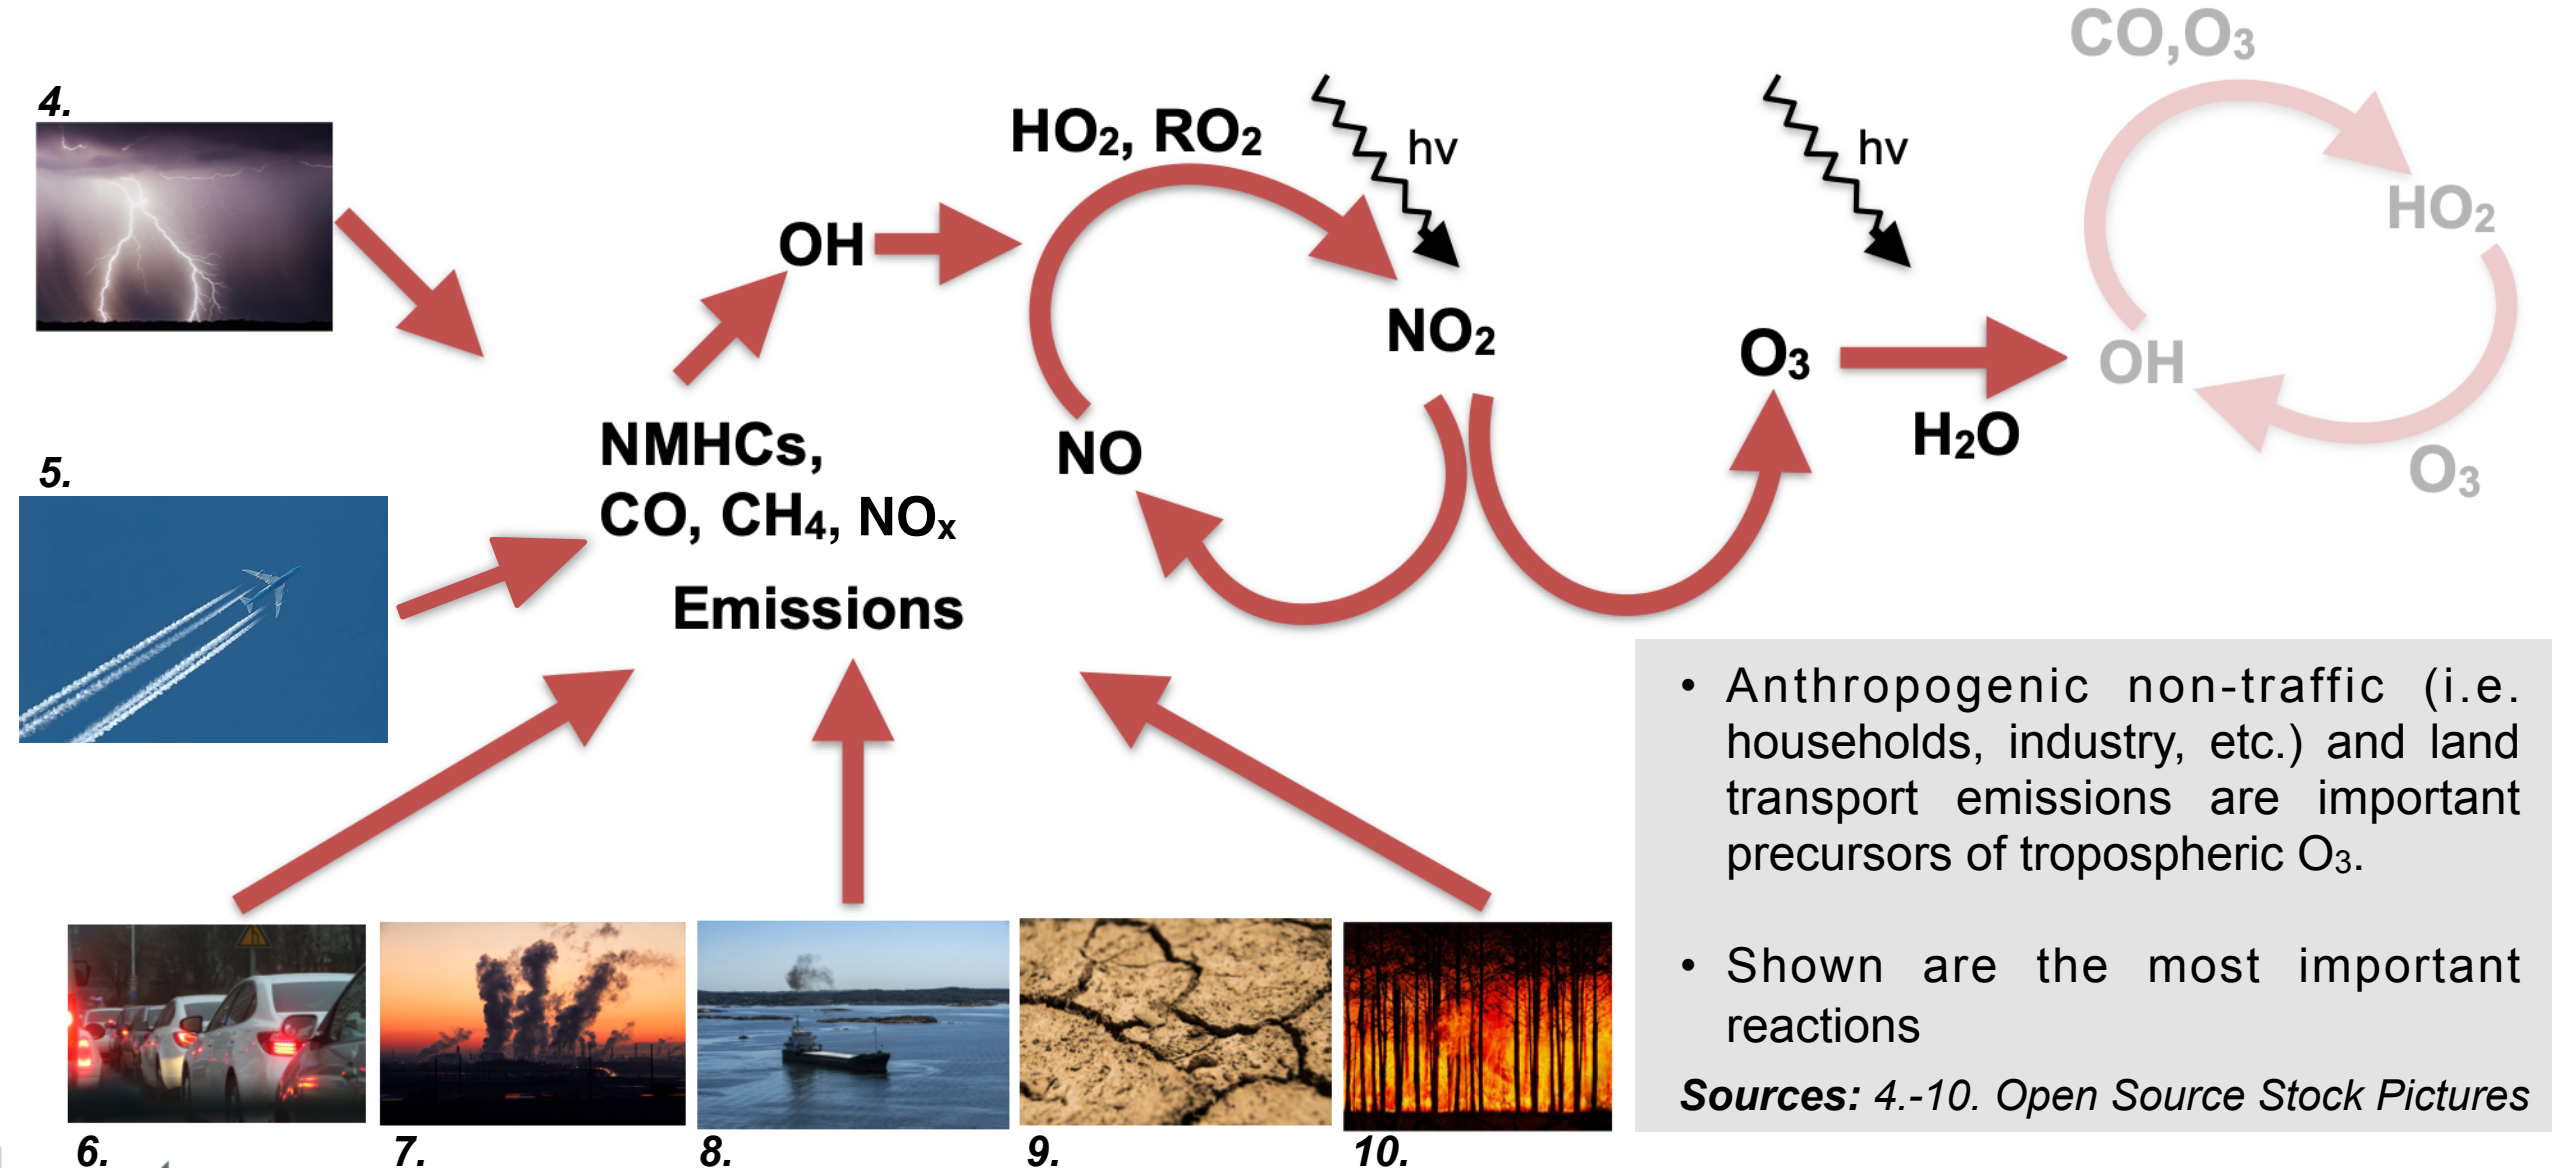 CO,O₃
4.
HO₂, RO₂
hv
hv
HO₂
OH
NO₂
O₃
OH
H₂O
NMHCs,
NO
5.
O₃
CO, CH₄, NOₓ
Emissions
• Anthropogenic non-traffic (i.e.
households, industry, etc.) and land
transport emissions are important
precursors of tropospheric O₃.
• Shown are the most important
reactions
Sources: 4.-10. Open Source Stock Pictures
6.
7.
8.
9.
10.